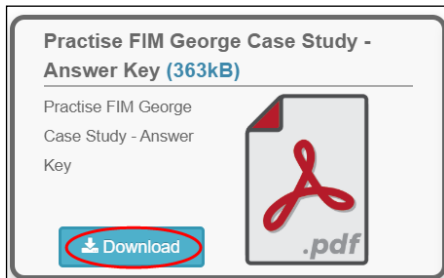 Practise FIM George Case Study -
Answer Key (363kB)
Practise FIM George
Case Study - Answer
Key
Download
.pdf